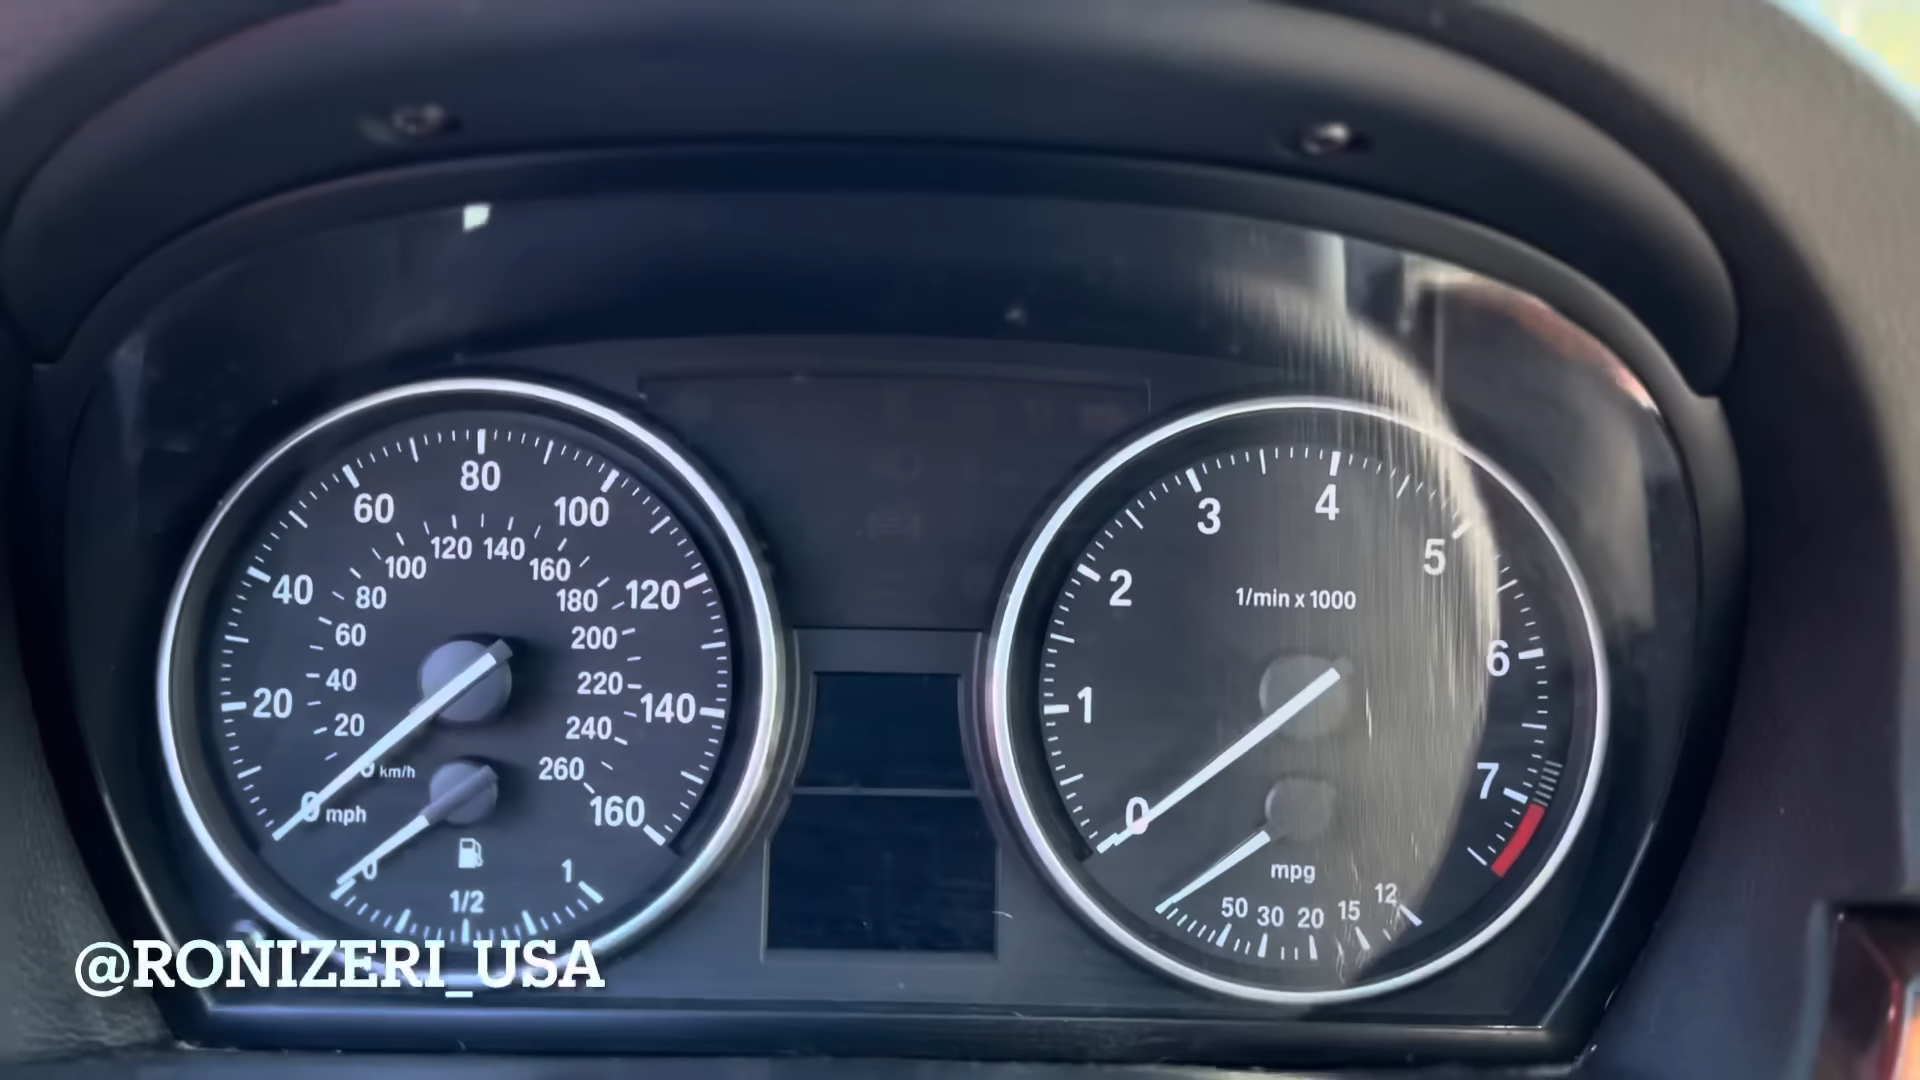 20 40 60 80 100 120 140 160
20 40 60 80 100 120 140 160 180 200 220 240 260
0 km/h
0 mph
0 1/2 1
0 1 2 3 4 5 6 7
1/min x 1000
mpg
50 30 20 15 12
@RONIZERI_USA